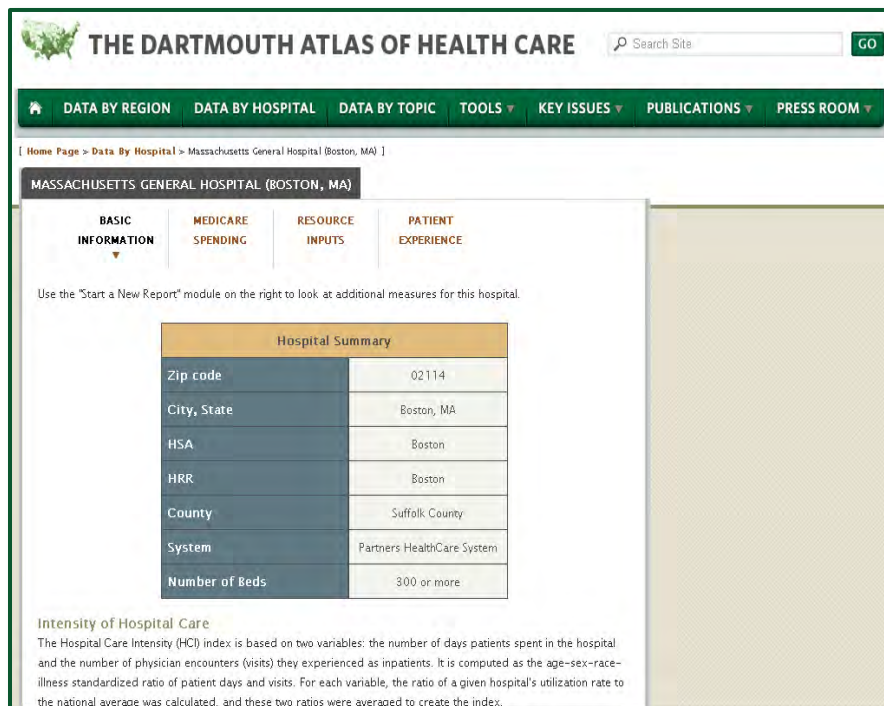 THE DARTMOUTH ATLAS OF HEALTH CARE
Search Site
GO
DATA BY REGION DATA BY HOSPITAL DATA BY TOPIC TOOLS KEY ISSUES PUBLICATIONS PRESS ROOM
[ Home Page > Data By Hospital > Massachusetts General Hospital (Boston, MA) ]
MASSACHUSETTS GENERAL HOSPITAL (BOSTON, MA)
BASIC INFORMATION
MEDICARE SPENDING
RESOURCE INPUTS
PATIENT EXPERIENCE
Use the "Start a New Report" module on the right to look at additional measures for this hospital.
Hospital Summary
Zip code 02114
City, State Boston, MA
HSA Boston
HRR Boston
County Suffolk County
System Partners HealthCare System
Number of Beds 300 or more
Intensity of Hospital Care
The Hospital Care Intensity (HCI) index is based on two variables: the number of days patients spent in the hospital
and the number of physician encounters (visits) they experienced as inpatients. It is computed as the age-sex-race-
illness standardized ratio of patient days and visits. For each variable, the ratio of a given hospital's utilization rate to
the national average was calculated, and these two ratios were averaged to create the index.